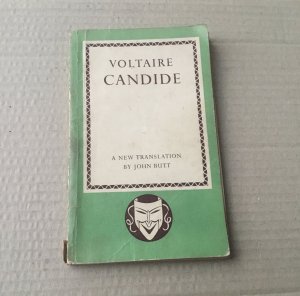 VOLTAIRE
CANDIDE
A NEW TRANSLATION
BY JOHN BUTT